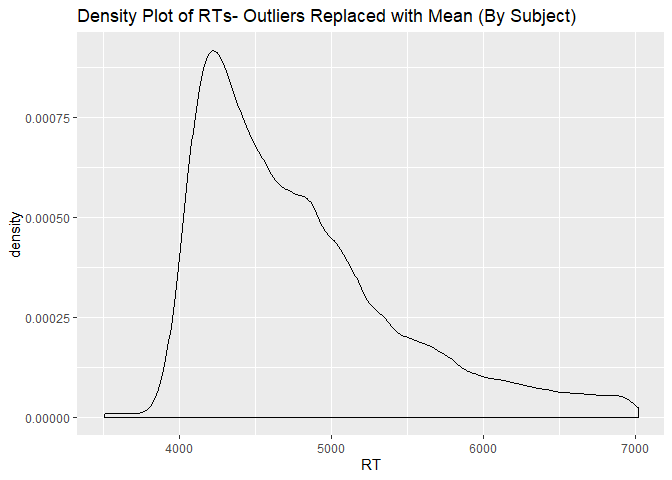 Density Plot of RTs- Outliers Replaced with Mean (By Subject)
0.00075
0.00050
density
0.00025
0.00000
4000 5000 6000 7000
RT